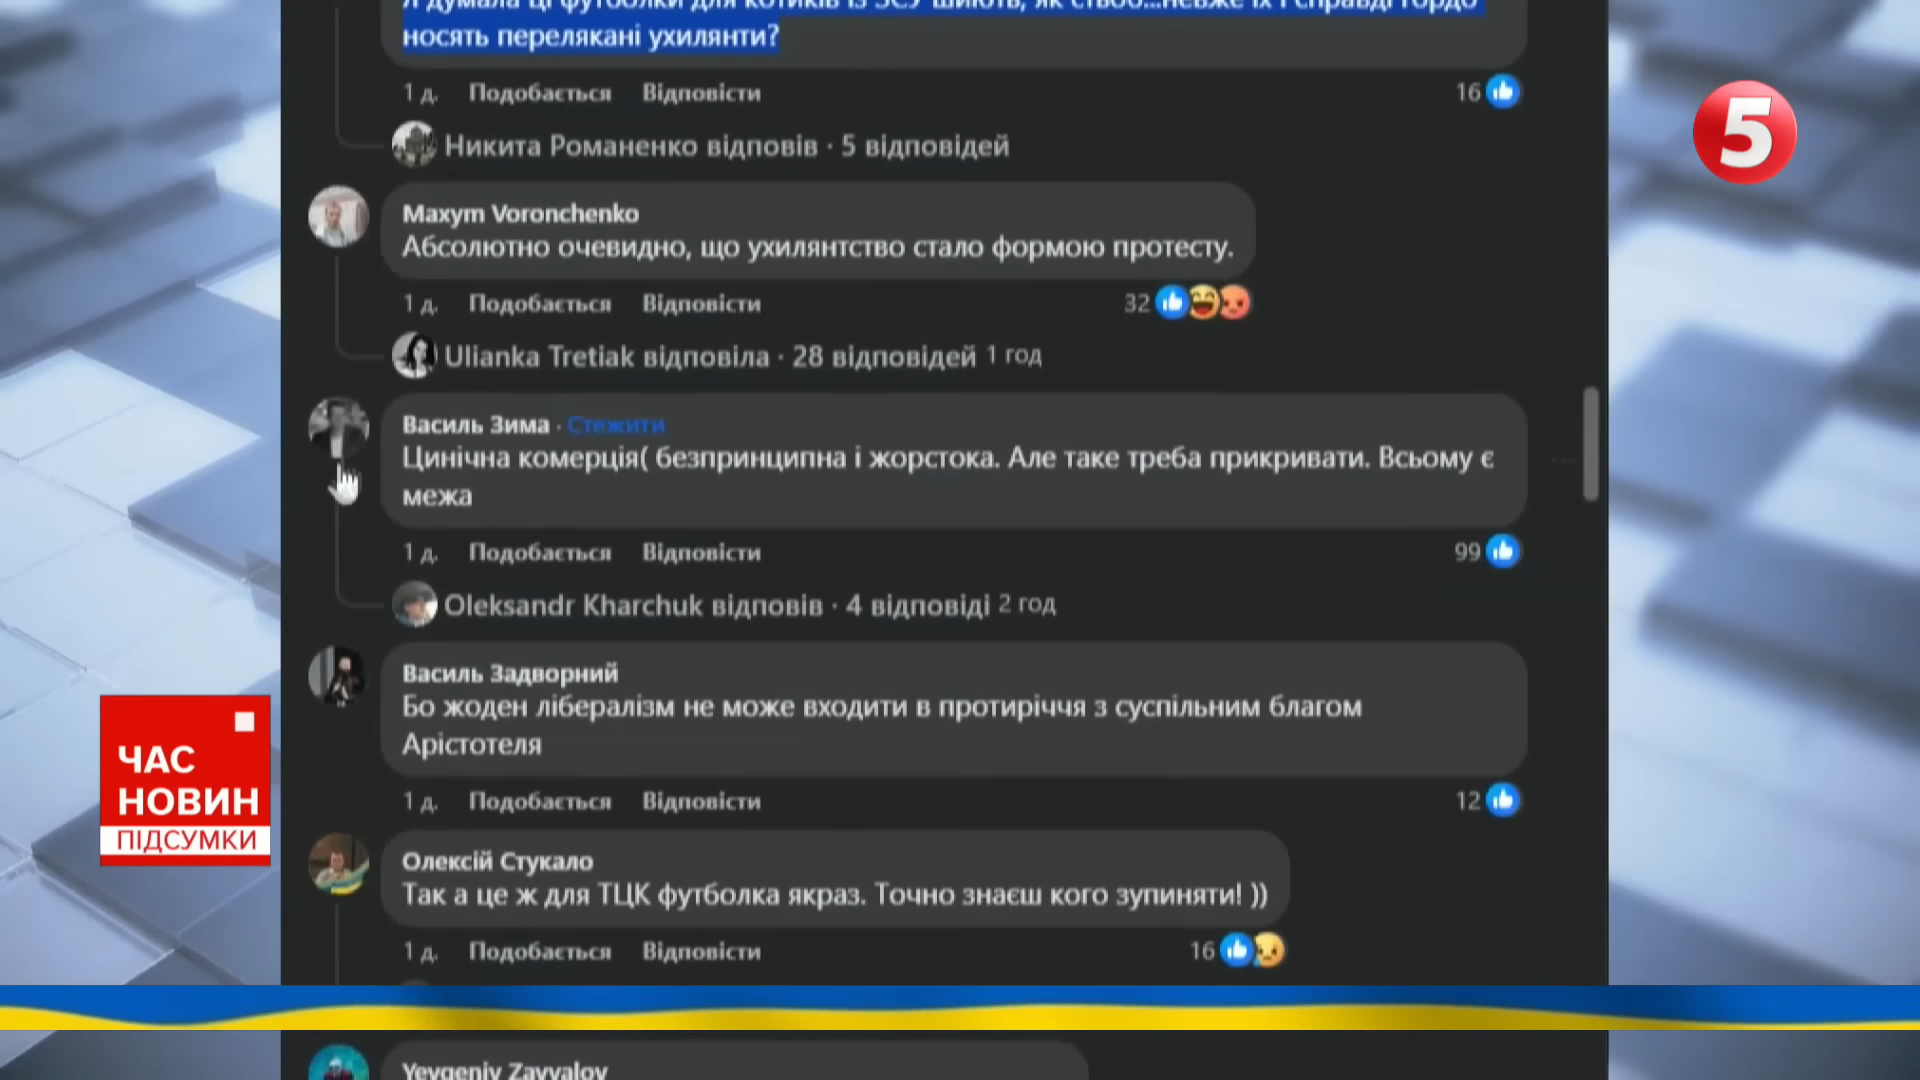 Я думала ці футболки для котиків із ЗСУ шиють, як стьоб...невже їх і справді гордо
носять перелякані ухилянти?
1 д. Подобається Відповісти 16
Никита Романенко відповів · 5 відповідей
Maxym Voronchenko
Абсолютно очевидно, що ухилянтство стало формою протесту.
1 д. Подобається Відповісти 32
Ulianka Tretiak відповіла · 28 відповідей 1 год
Василь Зима · Стежити
Цинічна комерція( безпринципна і жорстока. Але таке треба прикривати. Всьому є
межа
1 д. Подобається Відповісти 99
Oleksandr Kharchuk відповів · 4 відповіді 2 год
Василь Задворний
Бо жоден лібералізм не може входити в протиріччя з суспільним благом
Арістотеля
1 д. Подобається Відповісти 12
Олексій Стукало
Так а це ж для ТЦК футболка якраз. Точно знаєш кого зупиняти! ))
1 д. Подобається Відповісти 16
Yevgeniy Zavyalov
5
ЧАС
НОВИН
ПІДСУМКИ